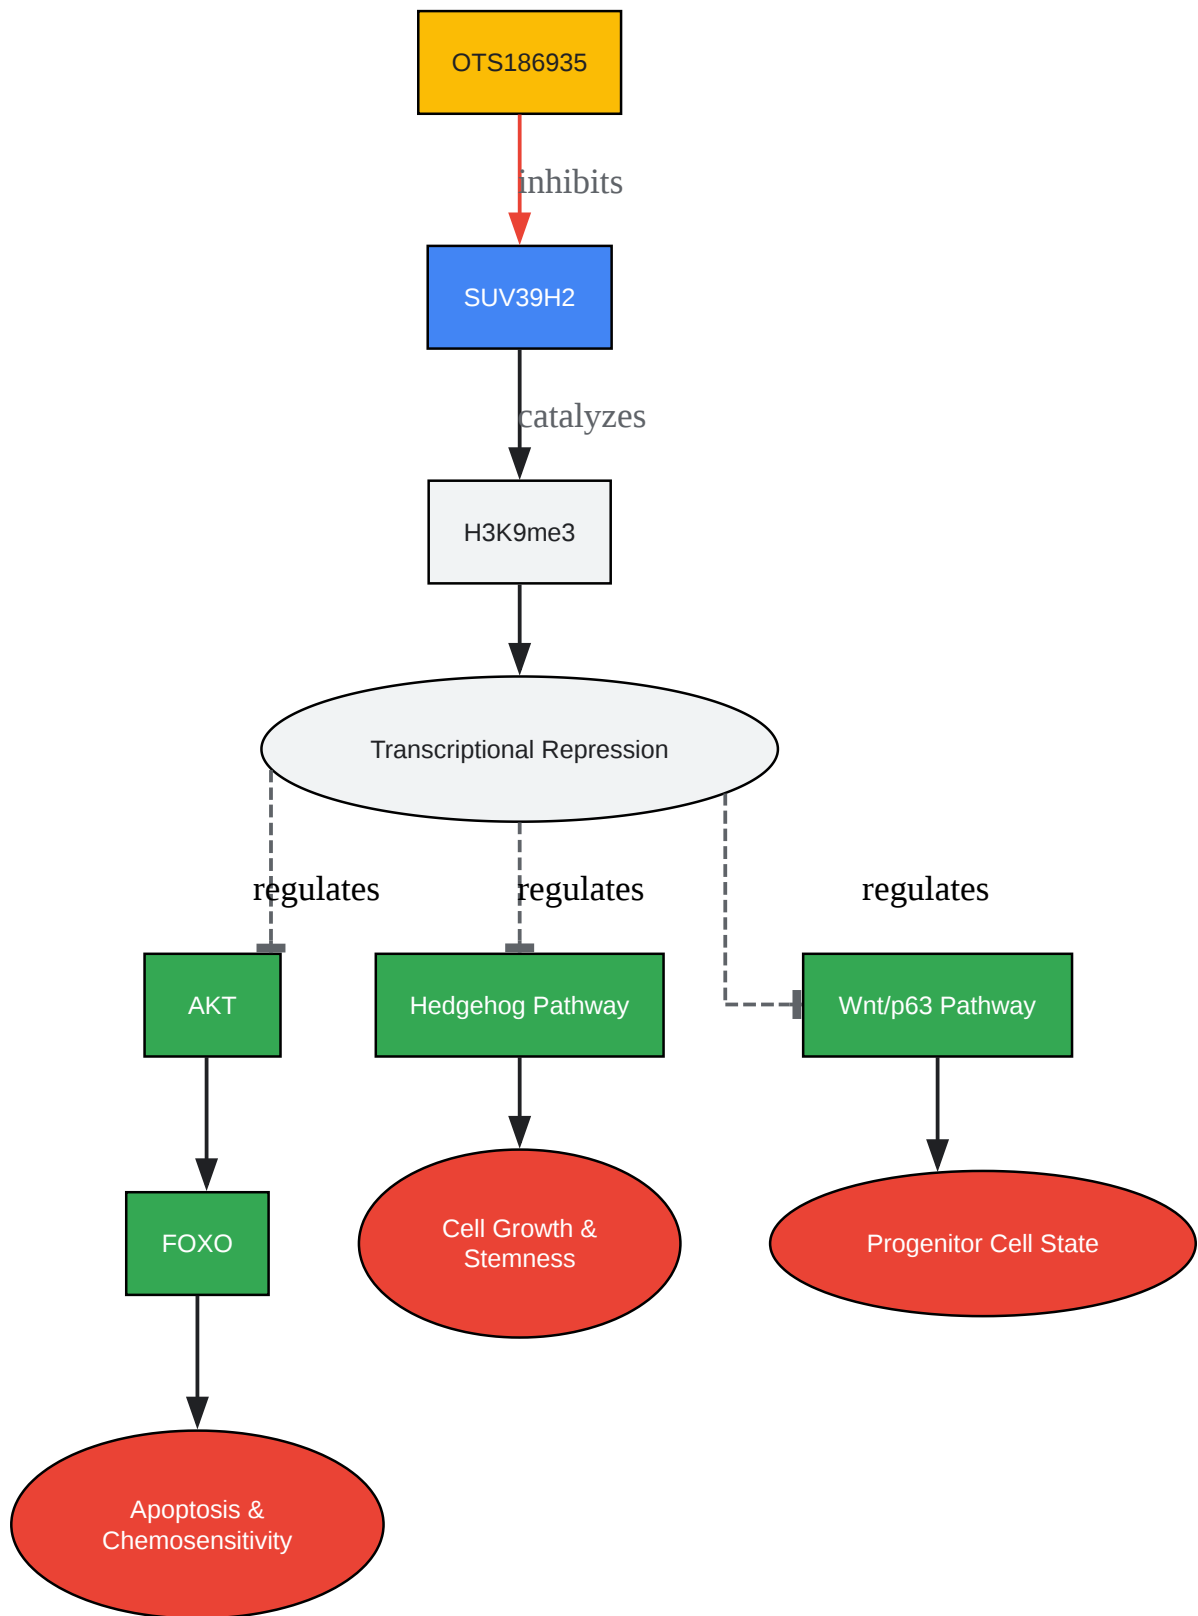 OTS186935
inhibits
SUV39H2
catalyzes
H3K9me3
Transcriptional Repression
regulates
regulates
regulates
AKT
Hedgehog Pathway
Wnt/p63 Pathway
FOXO
Cell Growth &
Stemness
Progenitor Cell State
Apoptosis &
Chemosensitivity